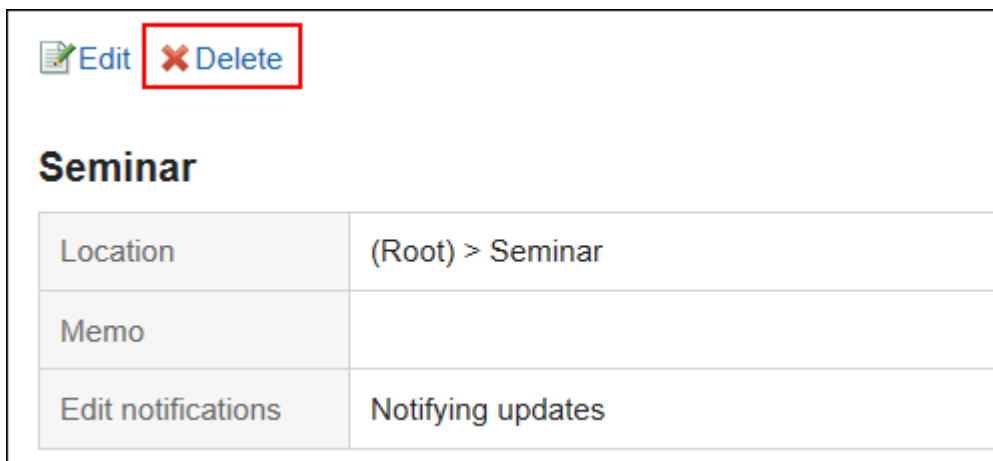 Edit Delete
Seminar
Location (Root) > Seminar
Memo
Edit notifications Notifying updates